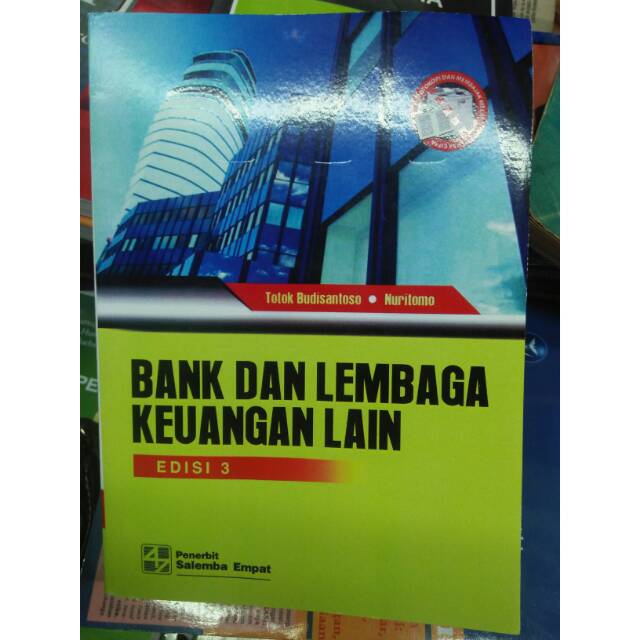 Totok Budisantoso • Nuritomo
BANK DAN LEMBAGA
KEUANGAN LAIN
EDISI 3
Penerbit
Salemba Empat